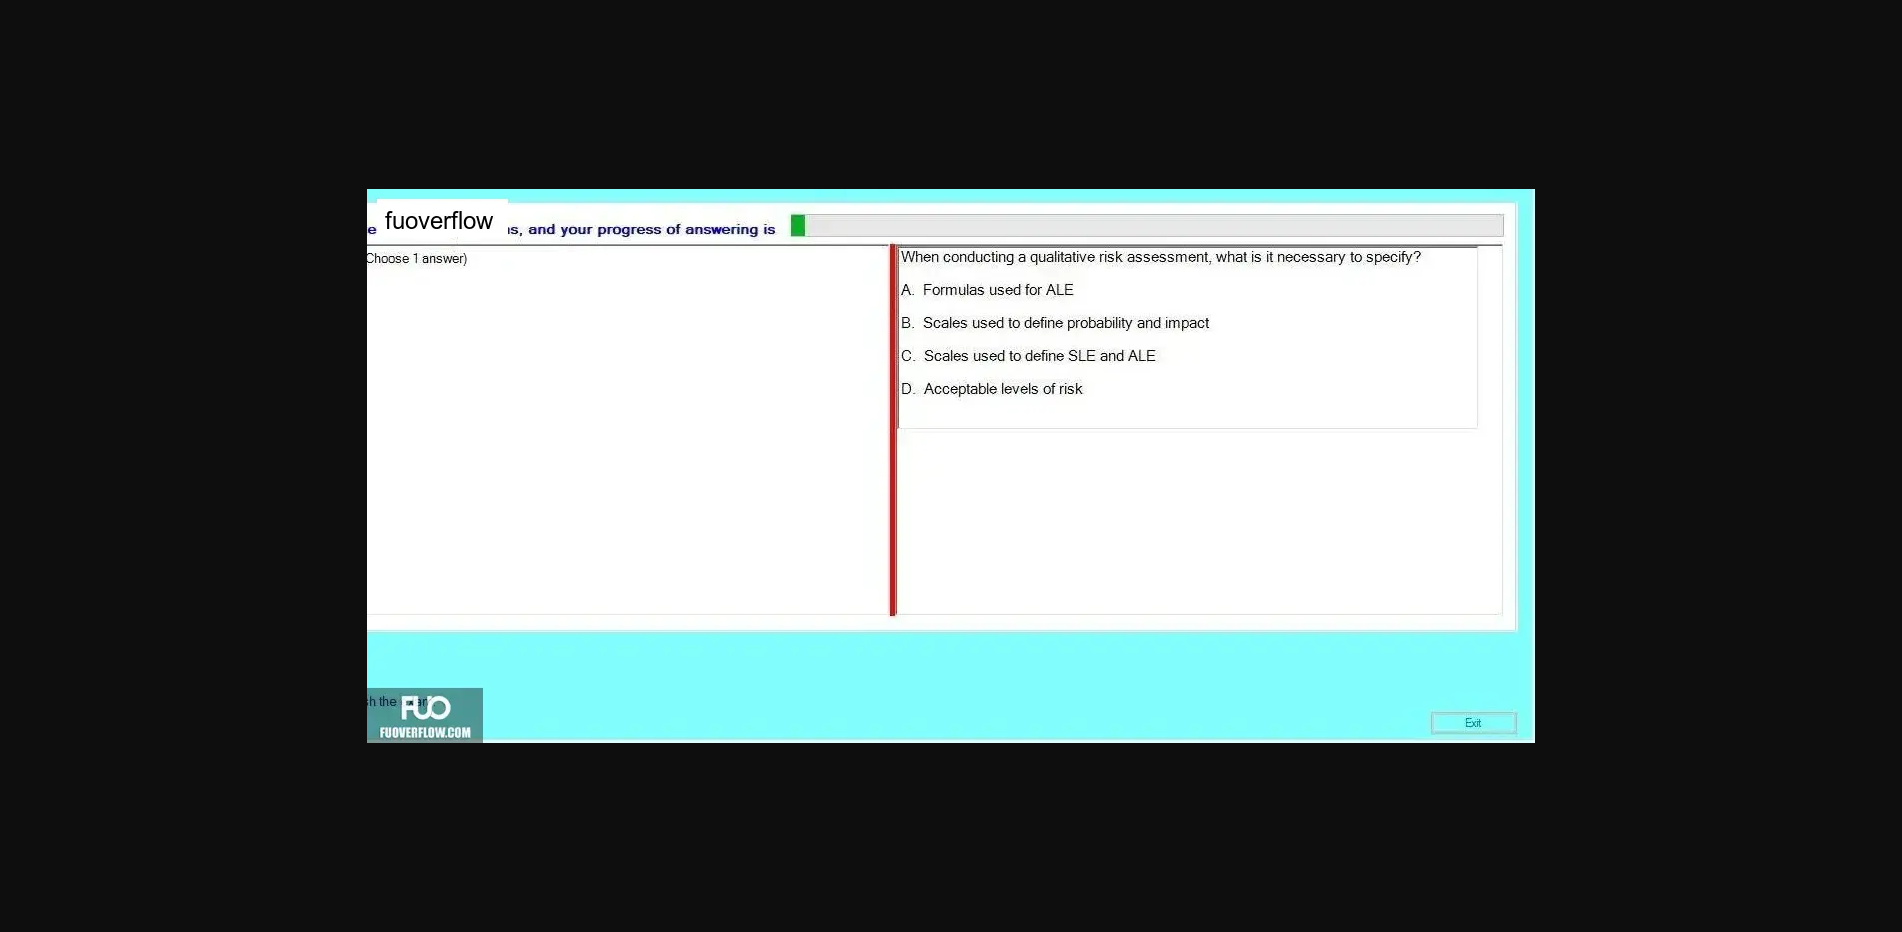 fuoverflow
s, and your progress of answering is
Choose 1 answer)
When conducting a qualitative risk assessment, what is it necessary to specify?
A. Formulas used for ALE
B. Scales used to define probability and impact
C. Scales used to define SLE and ALE
D. Acceptable levels of risk
h the
FUO
FUOVERFLOW.COM
Exit